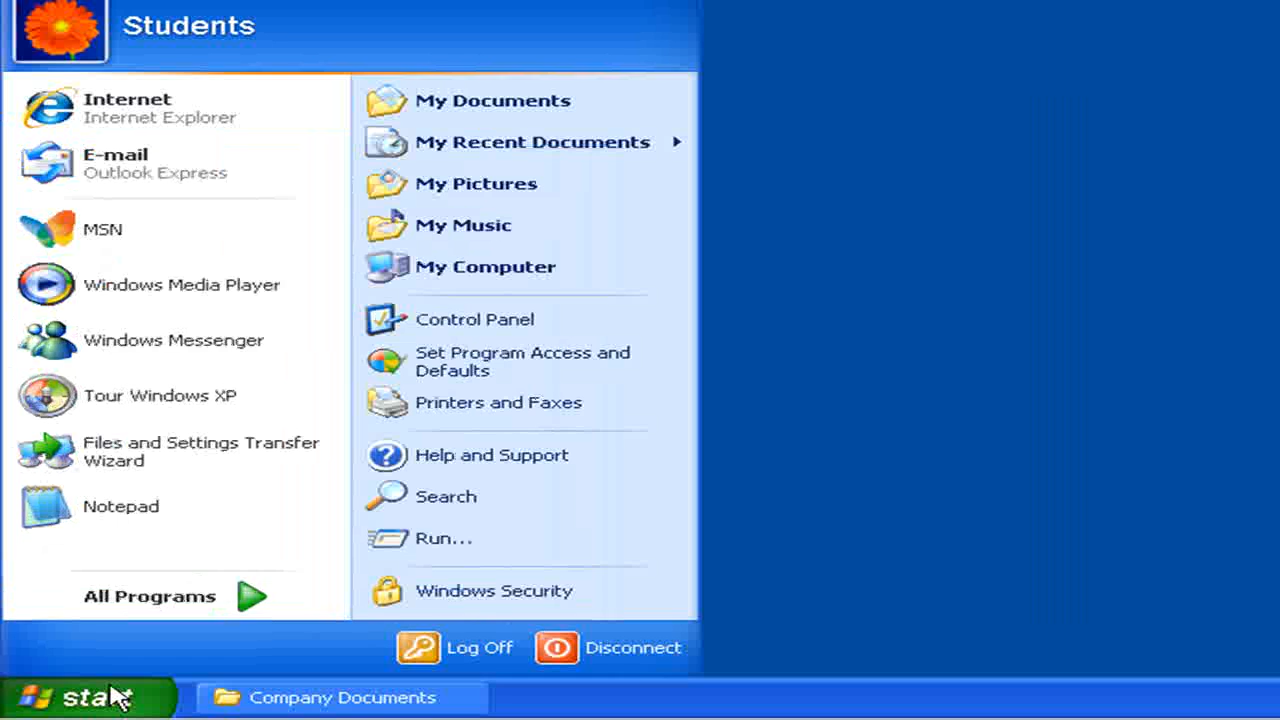 Students
Internet
Internet Explorer
E-mail
Outlook Express
MSN
Windows Media Player
Windows Messenger
Tour Windows XP
Files and Settings Transfer
Wizard
Notepad
All Programs
My Documents
My Recent Documents
My Pictures
My Music
My Computer
Control Panel
Set Program Access and
Defaults
Printers and Faxes
Help and Support
Search
Run...
Windows Security
Log Off
Disconnect
start
Company Documents